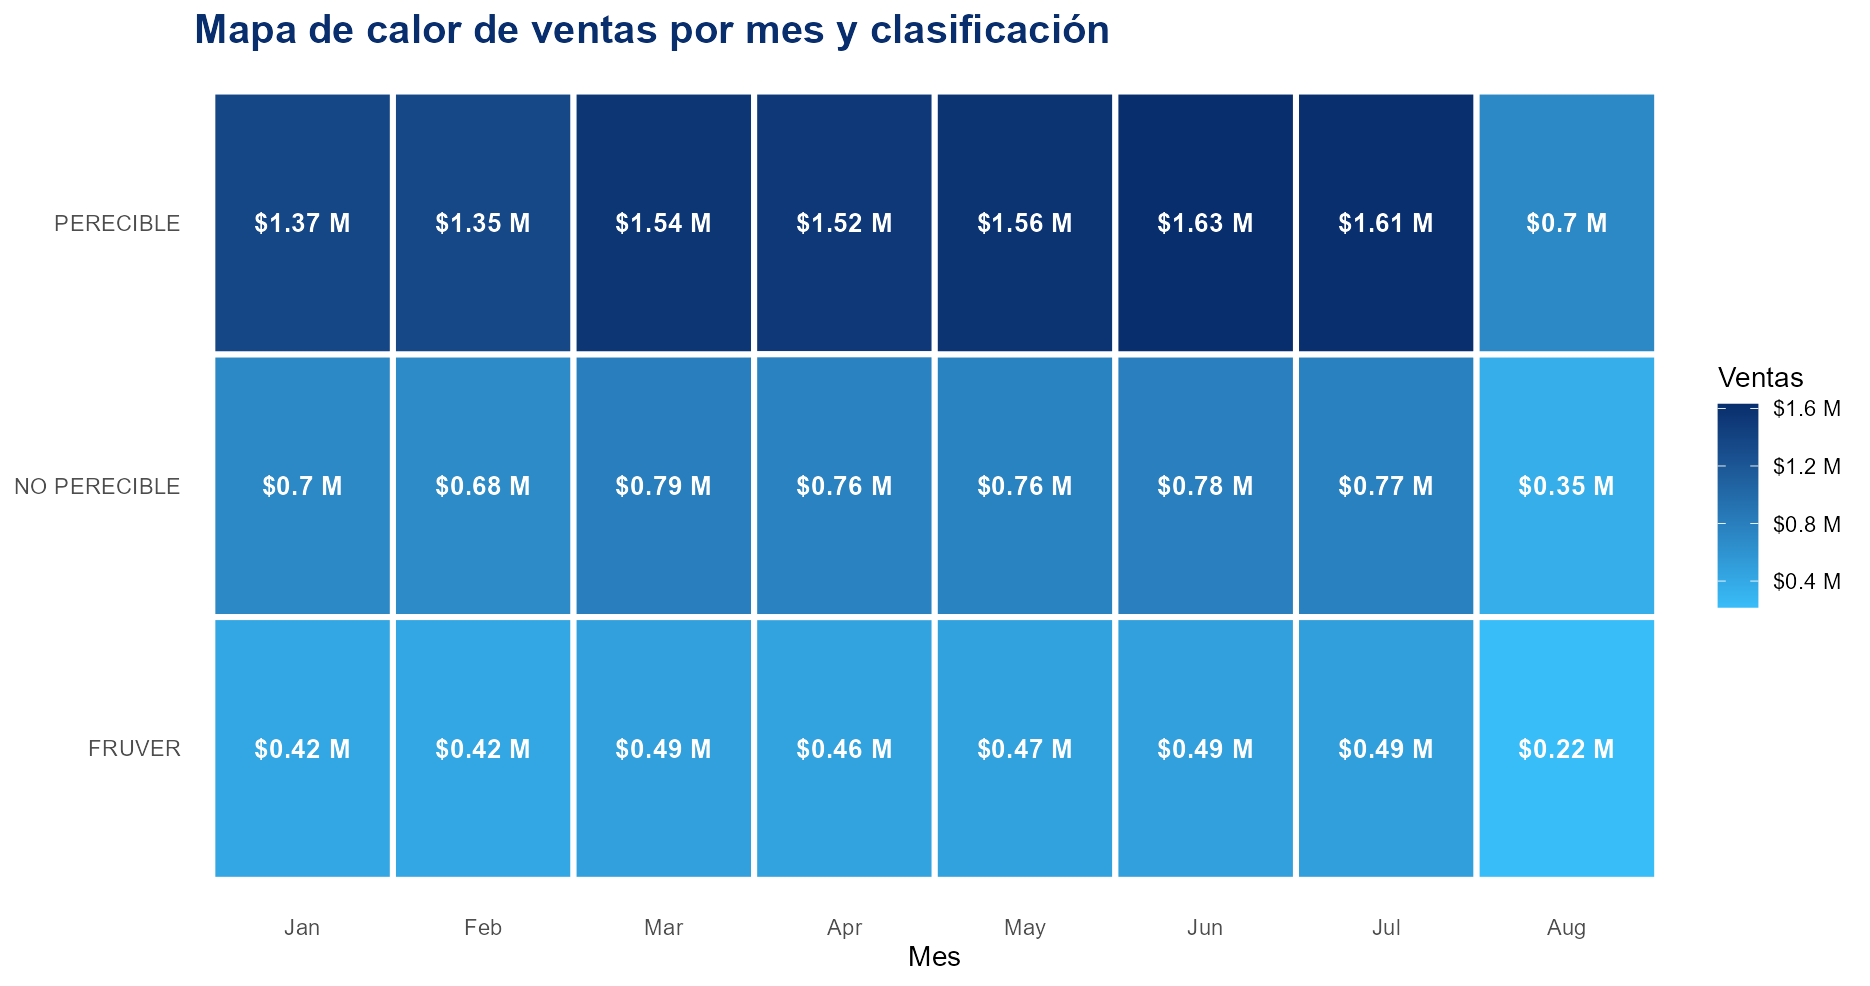 Mapa de calor de ventas por mes y clasificación
PERECIBLE $1.37 M $1.35 M $1.54 M $1.52 M $1.56 M $1.63 M $1.61 M $0.7 M
NO PERECIBLE $0.7 M $0.68 M $0.79 M $0.76 M $0.76 M $0.78 M $0.77 M $0.35 M
FRUVER $0.42 M $0.42 M $0.49 M $0.46 M $0.47 M $0.49 M $0.49 M $0.22 M
Jan Feb Mar Apr May Jun Jul Aug
Mes
Ventas
$1.6 M
$1.2 M
$0.8 M
$0.4 M